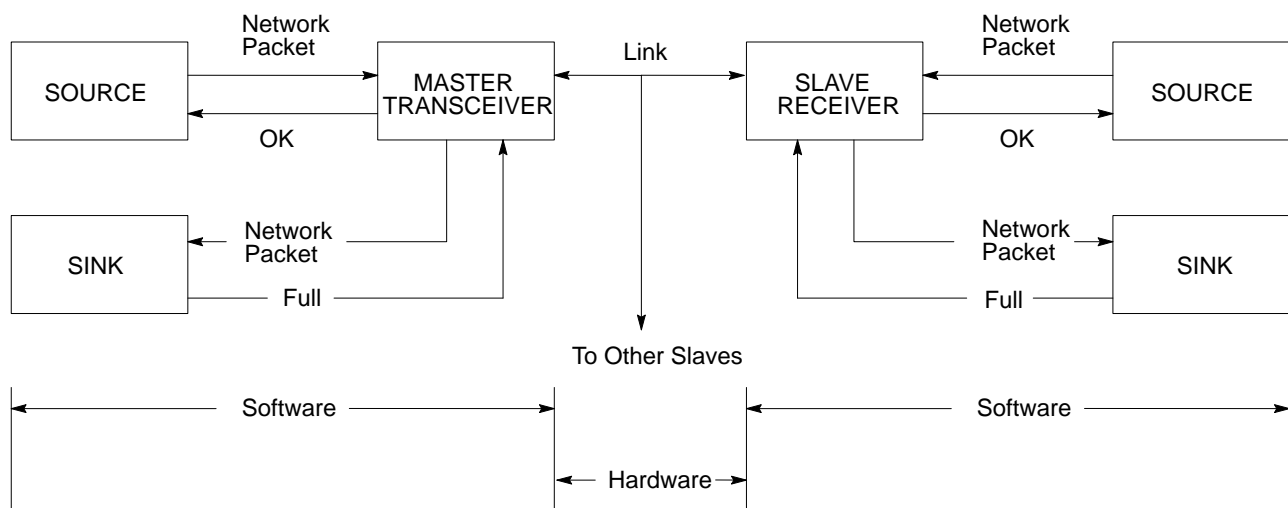 Network
Packet
SOURCE
OK
MASTER
TRANSCEIVER
Link
SLAVE
RECEIVER
Network
Packet
SOURCE
OK
SINK
Network
Packet
Full
Network
Packet
SINK
Full
To Other Slaves
Software
Hardware
Software